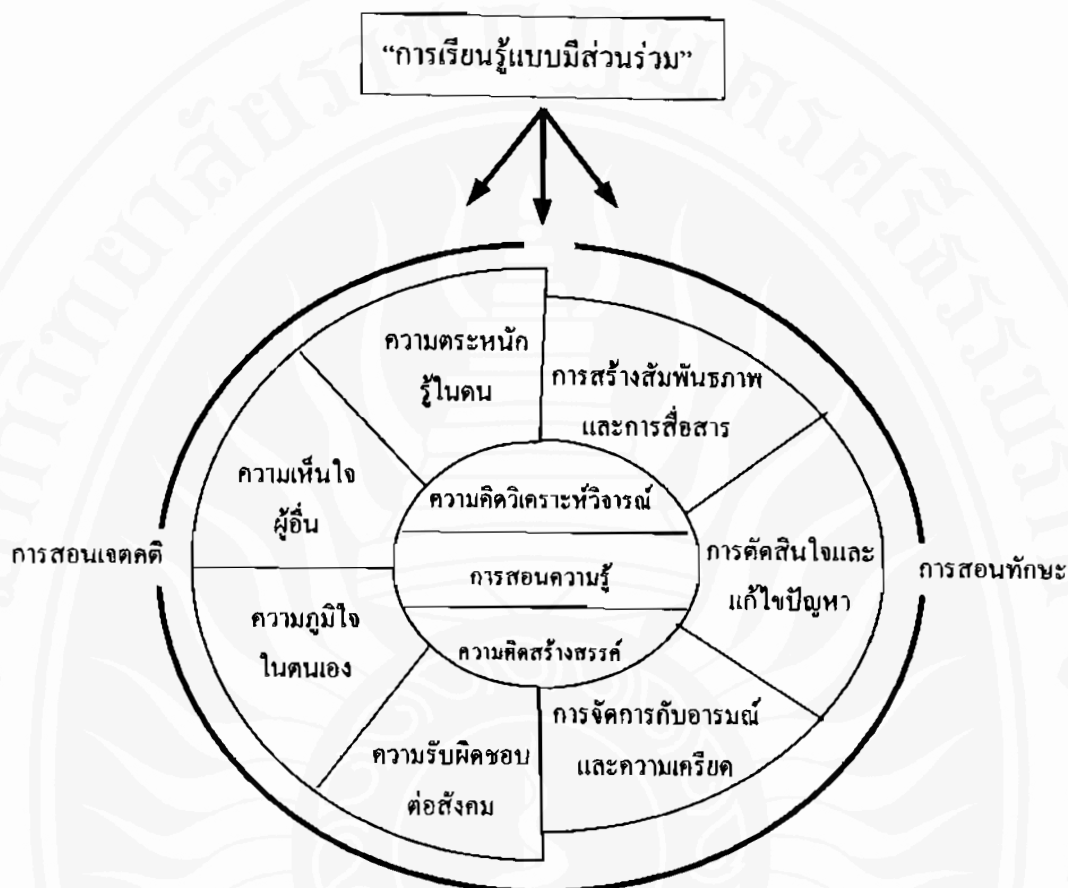 “การเรียนรู้แบบมีส่วนร่วม”
ความตระหนัก
รู้ในตน
การสร้างสัมพันธภาพ
และการสื่อสาร
ความเห็นใจ
ผู้อื่น
ความคิดวิเคราะห์วิจารณ์
การสอนเจตคติ
การสอนความรู้
การตัดสินใจและ
แก้ไขปัญหา
การสอนทักษะ
ความภูมิใจ
ในตนเอง
ความคิดสร้างสรรค์
ความรับผิดชอบ
ต่อสังคม
การจัดการกับอารมณ์
และความเครียด